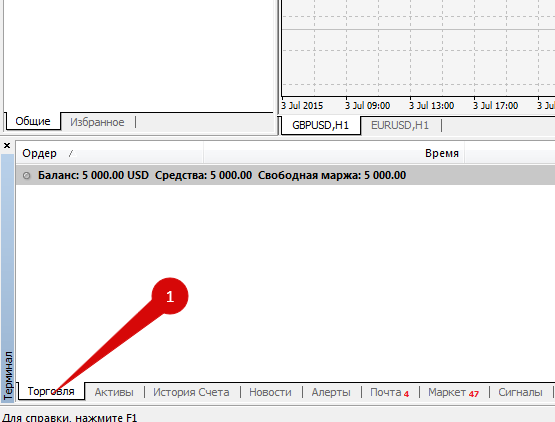 3 Jul 2015 3 Jul 09:00 3 Jul 13:00 3 Jul 17:00
Общие Избранное
GBPUSD,H1 EURUSD,H1
Ордер / Время
Баланс: 5 000.00 USD Средства: 5 000.00 Свободная маржа: 5 000.00
1
Терминал
Торговля Активы История Счета Новости Алерты Почта 4 Маркет 47 Сигналы
Для справки, нажмите F1